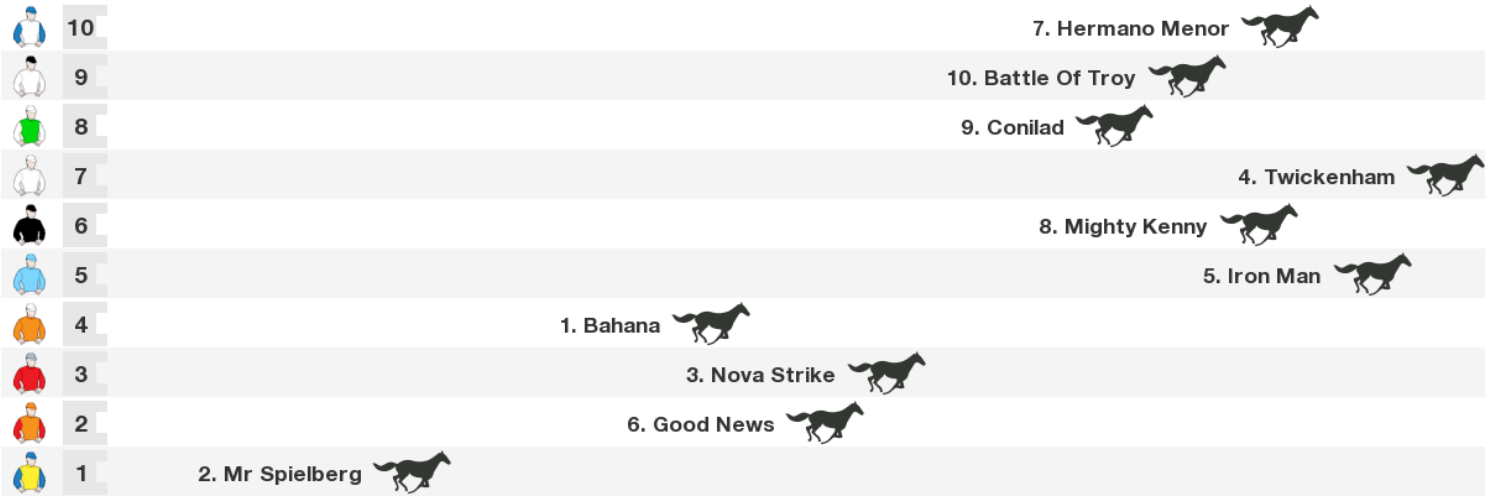 10 7. Hermano Menor
9 10. Battle Of Troy
8 9. Conilad
7 4. Twickenham
6 8. Mighty Kenny
5 5. Iron Man
4 1. Bahana
3 3. Nova Strike
2 6. Good News
1 2. Mr Spielberg